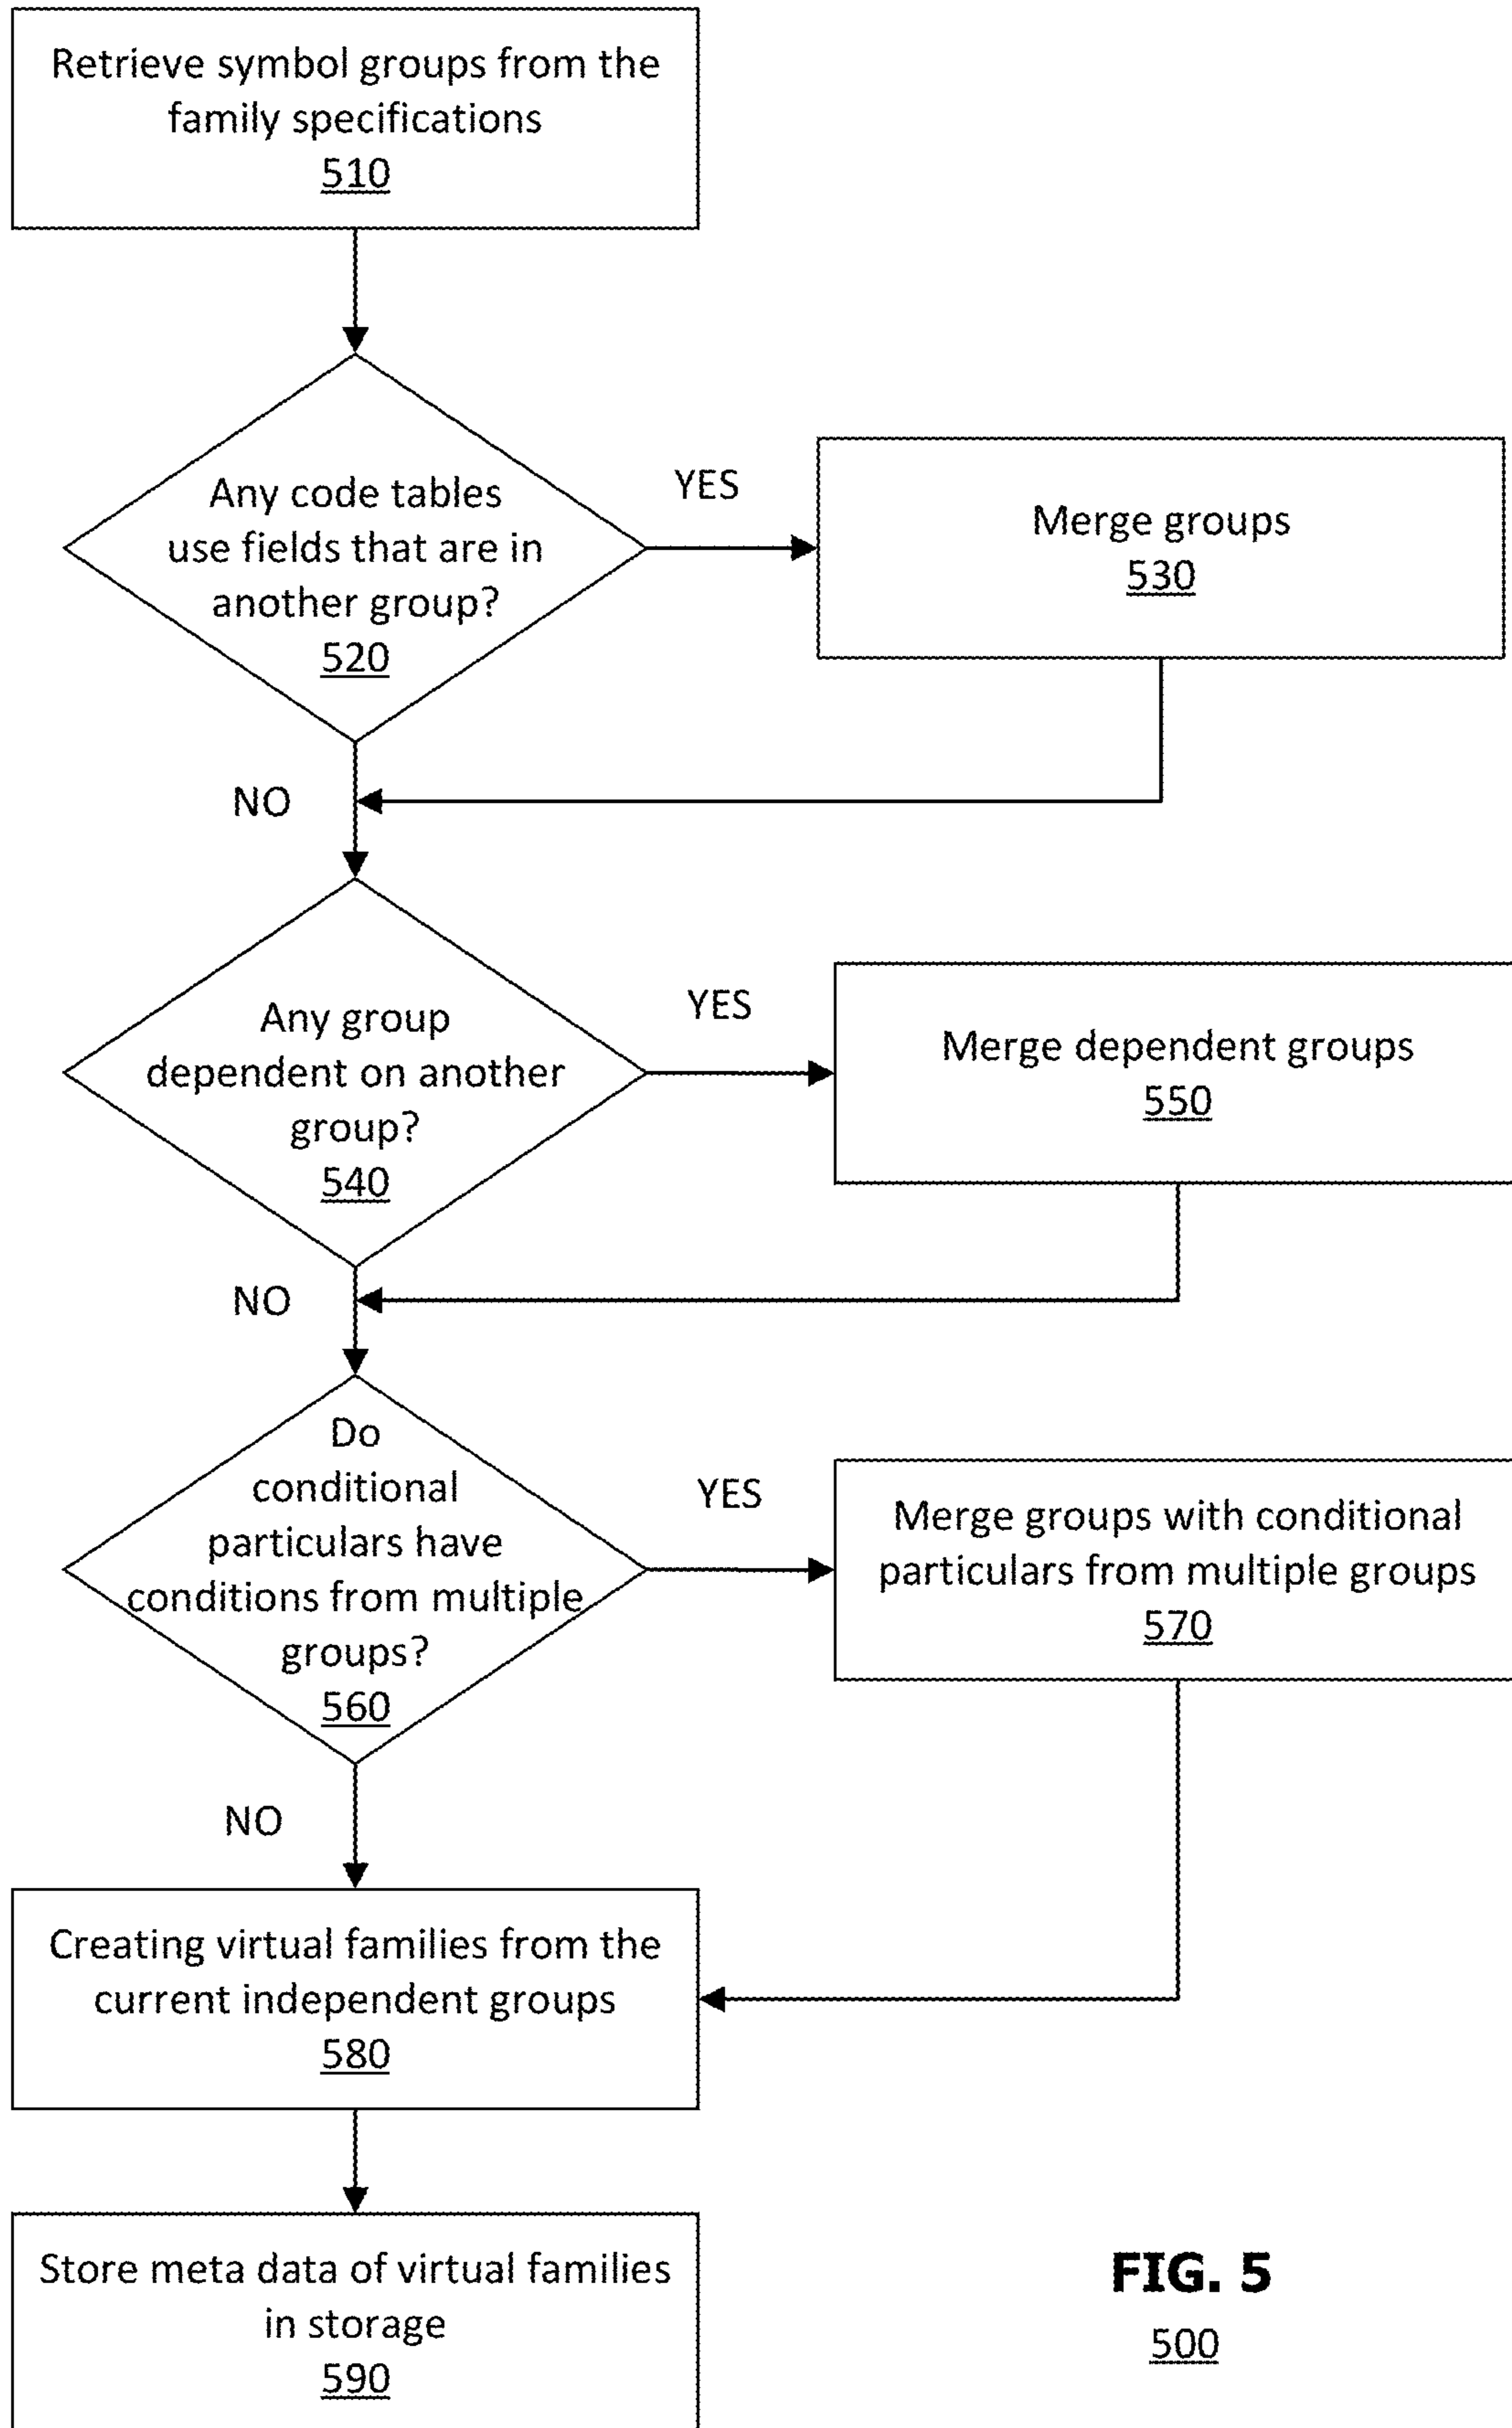 Retrieve symbol groups from the
family specifications
510
Any code tables
use fields that are in
another group?
520
YES
Merge groups
530
NO
Any group
dependent on another
group?
540
YES
Merge dependent groups
550
NO
Do
conditional
particulars have
conditions from multiple
groups?
560
YES
Merge groups with conditional
particulars from multiple groups
570
NO
Creating virtual families from the
current independent groups
580
Store meta data of virtual families
in storage
590
FIG. 5
500